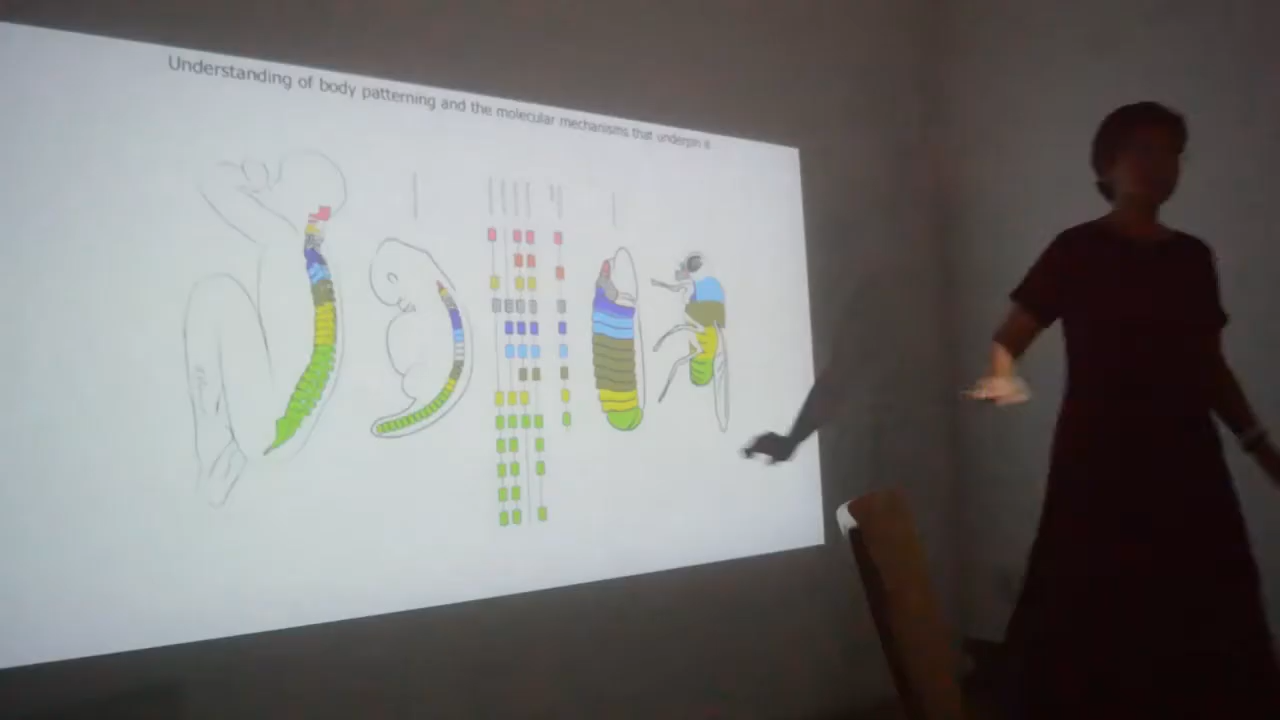 Understanding of body patterning and the molecular mechanisms that underpin it